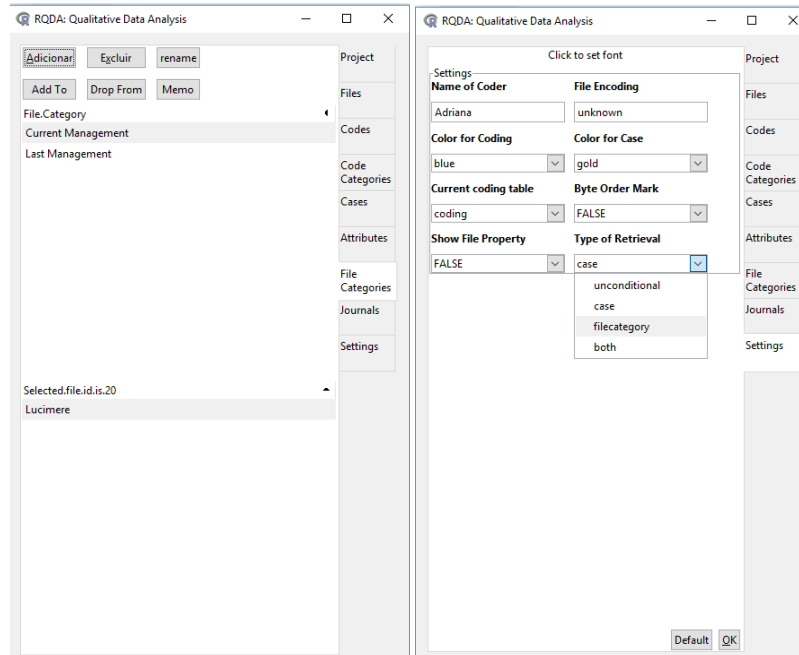 RQDA: Qualitative Data Analysis
Adicionar Excluir rename
Add To Drop From Memo
File.Category
Current Management
Last Management
Selected.file.id.is.20
Lucimere
Project
Files
Codes
Code
Categories
Cases
Attributes
File
Categories
Journals
Settings
RQDA: Qualitative Data Analysis
Click to set font
Settings
Name of Coder File Encoding
Adriana unknown
Color for Coding Color for Case
blue gold
Current coding table Byte Order Mark
coding FALSE
Show File Property Type of Retrieval
FALSE case
unconditional
case
filecategory
both
Default OK
Project
Files
Codes
Code
Categories
Cases
Attributes
File
Categories
Journals
Settings